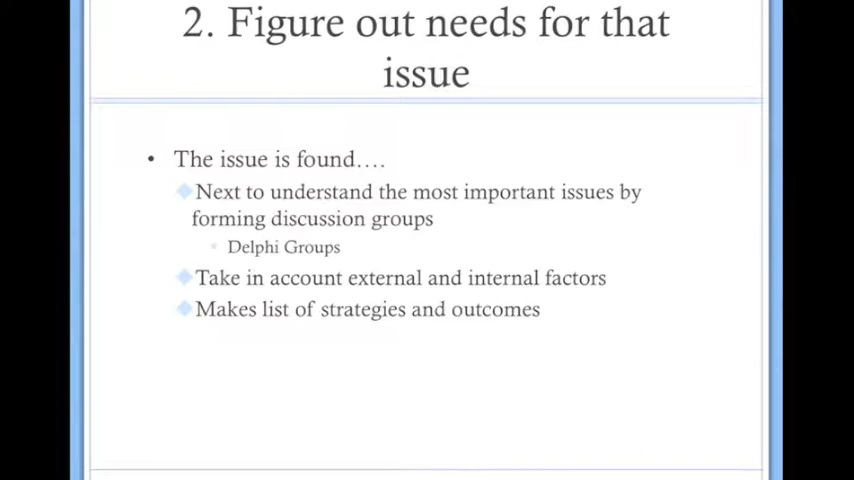 2. Figure out needs for that
issue
• The issue is found….
Next to understand the most important issues by
forming discussion groups
Delphi Groups
Take in account external and internal factors
Makes list of strategies and outcomes